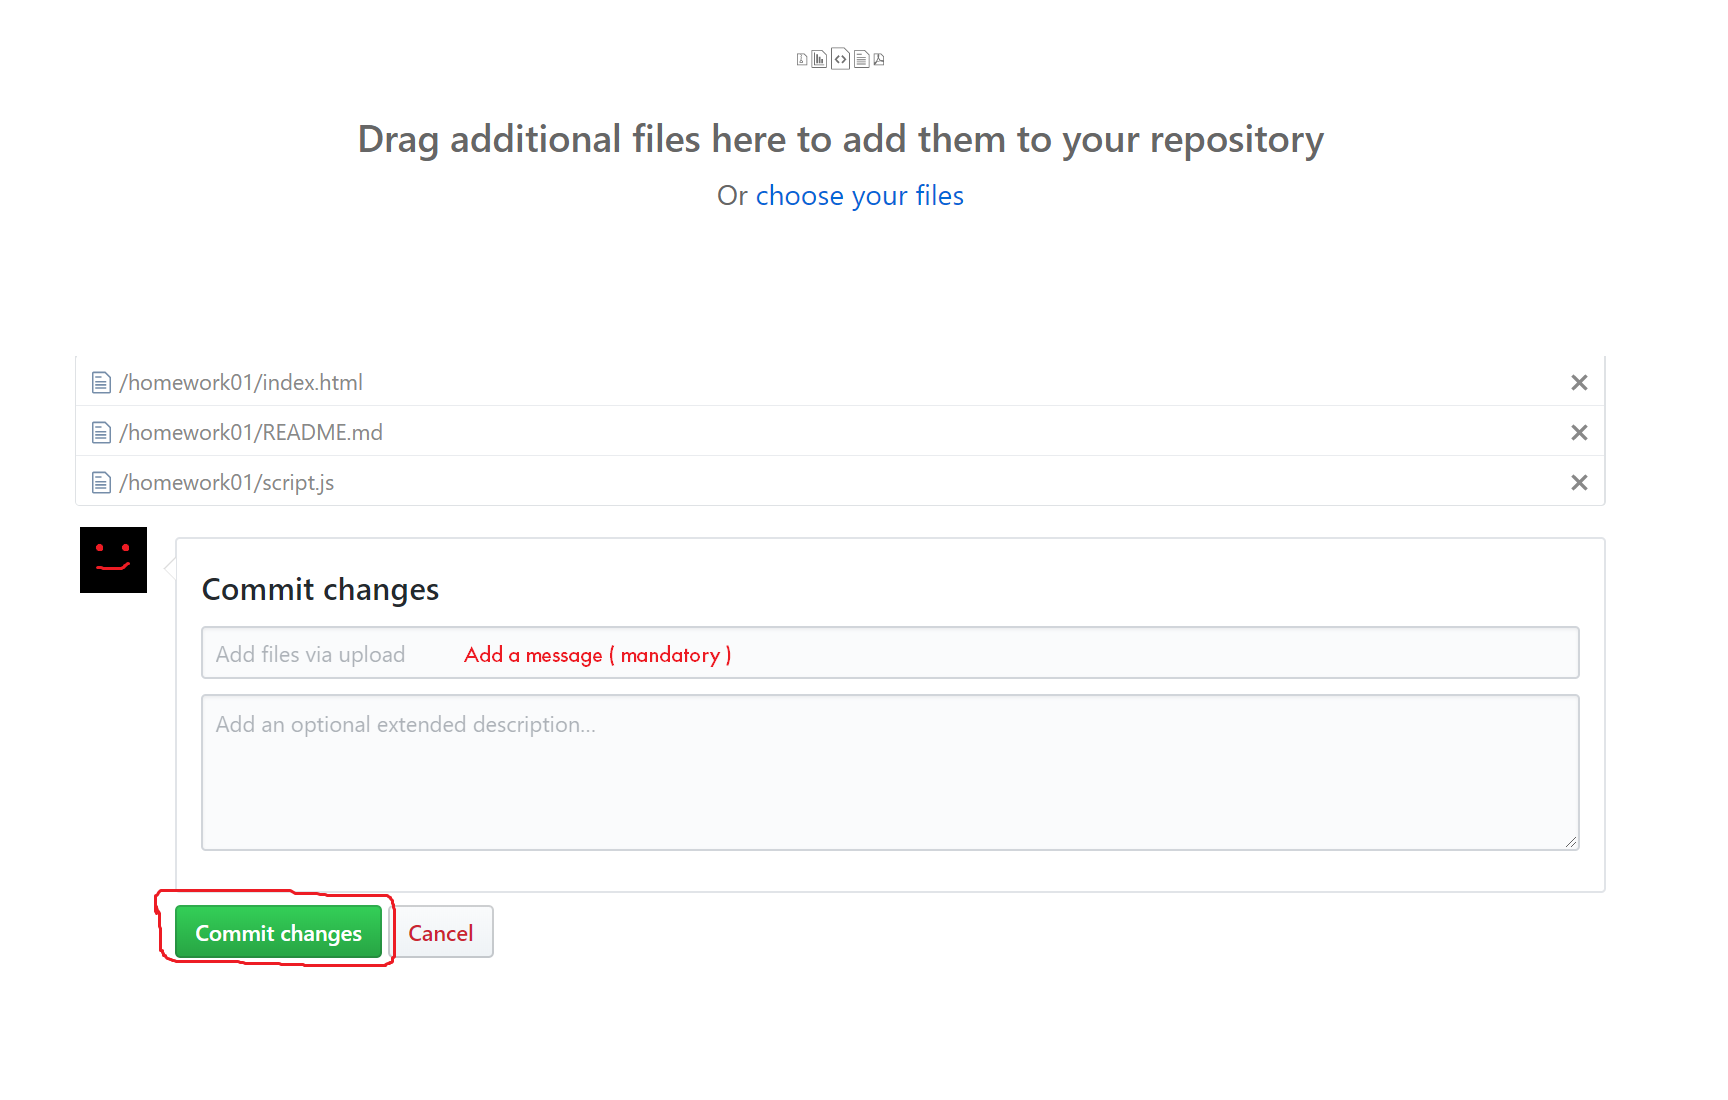 Drag additional files here to add them to your repository
Or choose your files
/homework01/index.html
/homework01/README.md
/homework01/script.js
Commit changes
Add files via upload Add a message ( mandatory )
Add an optional extended description...
Commit changes Cancel